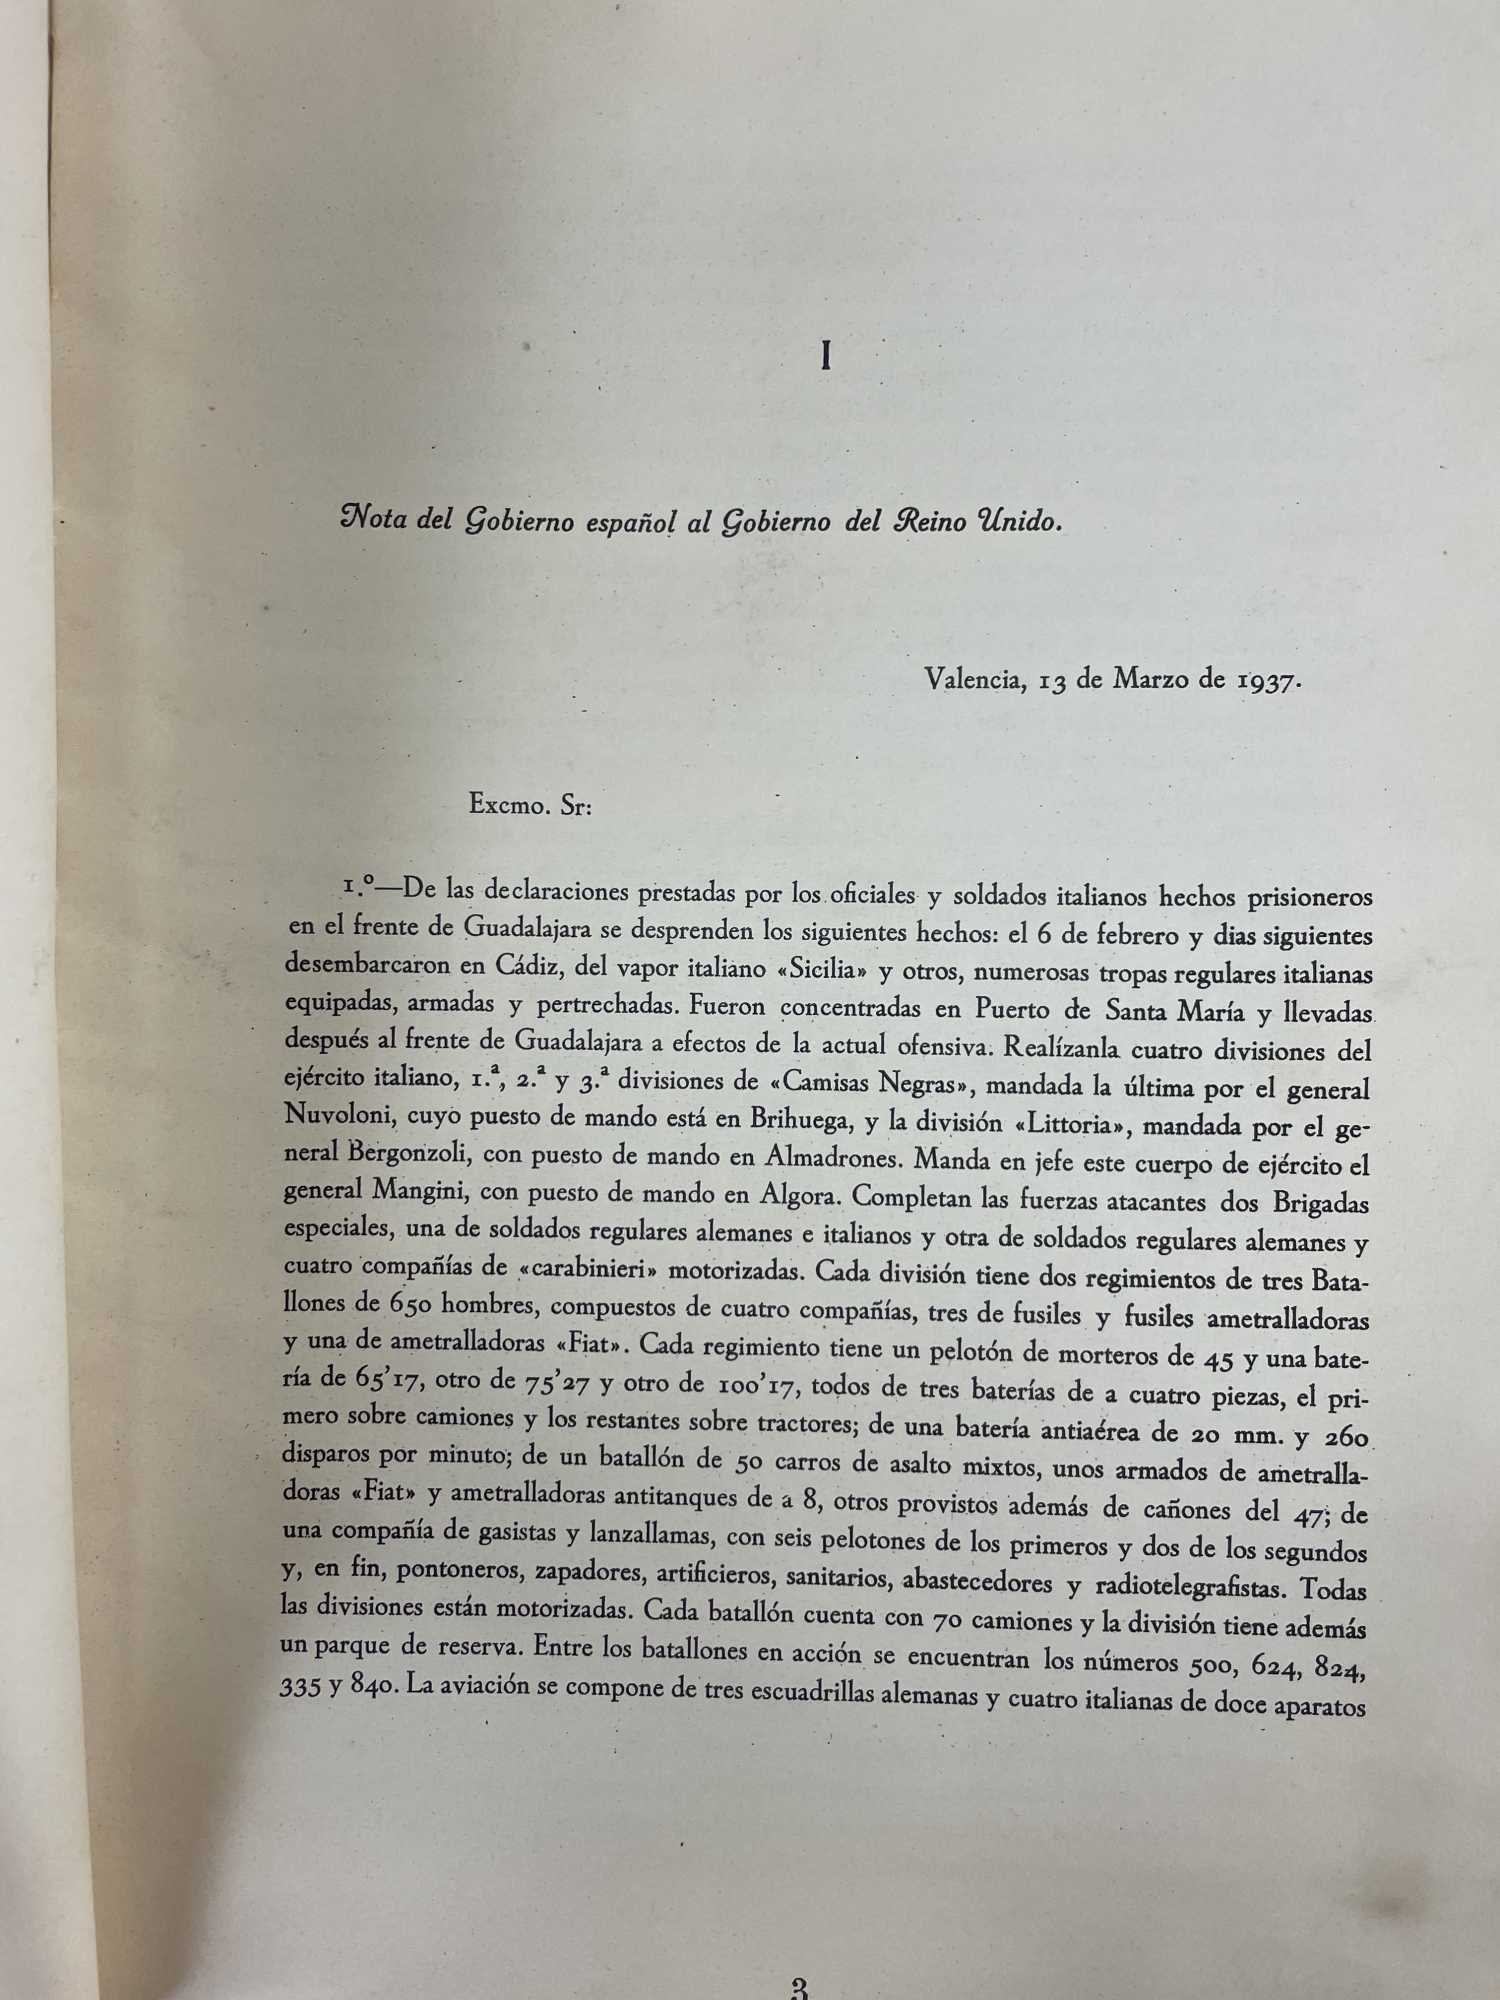 I
Nota del Gobierno español al Gobierno del Reino Unido.
Valencia, 13 de Marzo de 1937.
Excmo. Sr:
1.º—De las declaraciones prestadas por los oficiales y soldados italianos hechos prisioneros
en el frente de Guadalajara se desprenden los siguientes hechos: el 6 de febrero y dias siguientes
desembarcaron en Cádiz, del vapor italiano «Sicilia» y otros, numerosas tropas regulares italianas
equipadas, armadas y pertrechadas. Fueron concentradas en Puerto de Santa María y llevadas
después al frente de Guadalajara a efectos de la actual ofensiva. Realízanla cuatro divisiones del
ejército italiano, 1.ª, 2.ª y 3.ª divisiones de «Camisas Negras», mandada la última por el general
Nuvoloni, cuyo puesto de mando está en Brihuega, y la división «Littoria», mandada por el ge-
neral Bergonzoli, con puesto de mando en Almadrones. Manda en jefe este cuerpo de ejército el
general Mangini, con puesto de mando en Algora. Completan las fuerzas atacantes dos Brigadas
especiales, una de soldados regulares alemanes e italianos y otra de soldados regulares alemanes y
cuatro compañías de «carabinieri» motorizadas. Cada división tiene dos regimientos de tres Bata-
llones de 650 hombres, compuestos de cuatro compañías, tres de fusiles y fusiles ametralladoras
y una de ametralladoras «Fiat». Cada regimiento tiene un pelotón de morteros de 45 y una bate-
ría de 65'17, otro de 75'27 y otro de 100'17, todos de tres baterías de a cuatro piezas, el pri-
mero sobre camiones y los restantes sobre tractores; de una batería antiaérea de 20 mm. y 260
disparos por minuto; de un batallón de 50 carros de asalto mixtos, unos armados de ametralla-
doras «Fiat» y ametralladoras antitanques de a 8, otros provistos además de cañones del 47; de
una compañía de gasistas y lanzallamas, con seis pelotones de los primeros y dos de los segundos
y, en fin, pontoneros, zapadores, artificieros, sanitarios, abastecedores y radiotelegrafistas. Todas
las divisiones están motorizadas. Cada batallón cuenta con 70 camiones y la división tiene además
un parque de reserva. Entre los batallones en acción se encuentran los números 500, 624, 824,
335 y 840. La aviación se compone de tres escuadrillas alemanas y cuatro italianas de doce aparatos
3